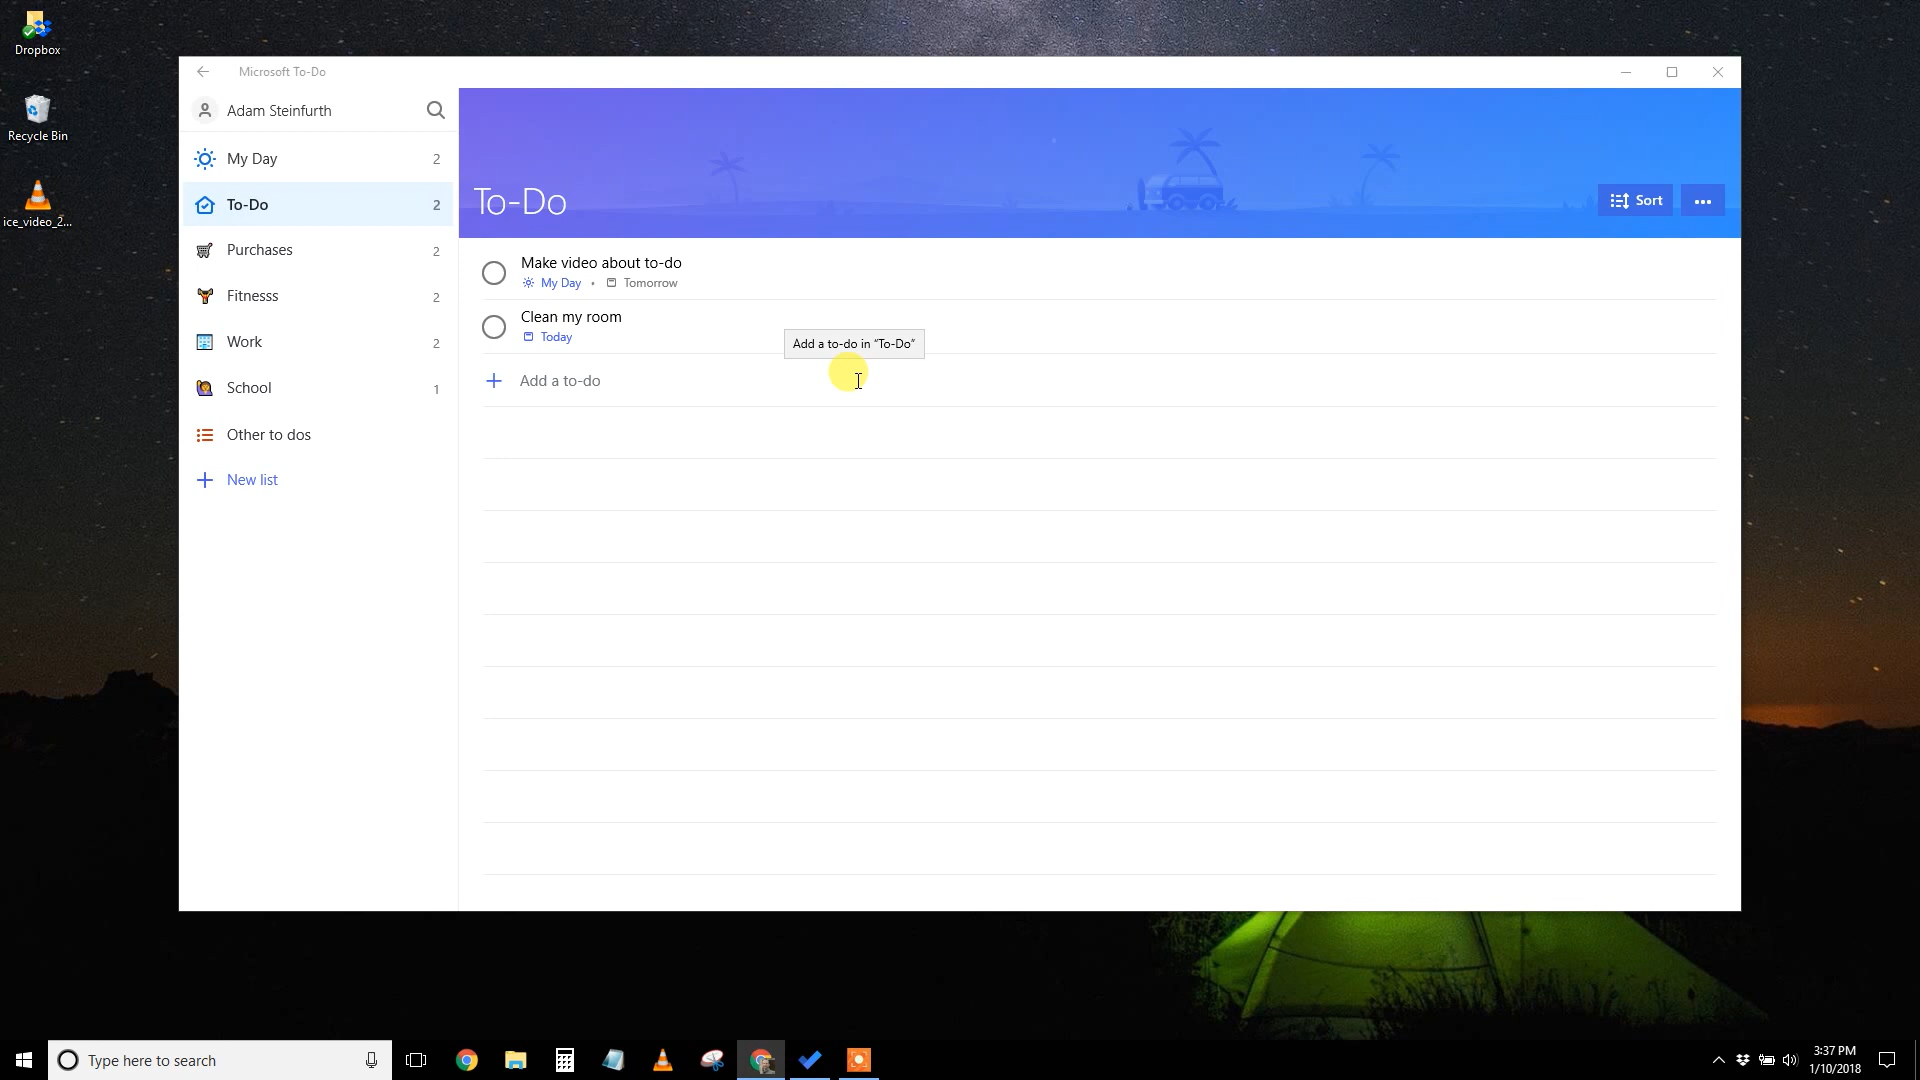 Dropbox
Recycle Bin
ice_video_2...
Microsoft To-Do
Adam Steinfurth
My Day 2
To-Do 2
Purchases 2
Fitnesss 2
Work 2
School 1
Other to dos
New list
To-Do
Sort
Make video about to-do
My Day • Tomorrow
Clean my room
Today
Add a to-do in “To-Do”
Add a to-do
Type here to search
3:37 PM
1/10/2018